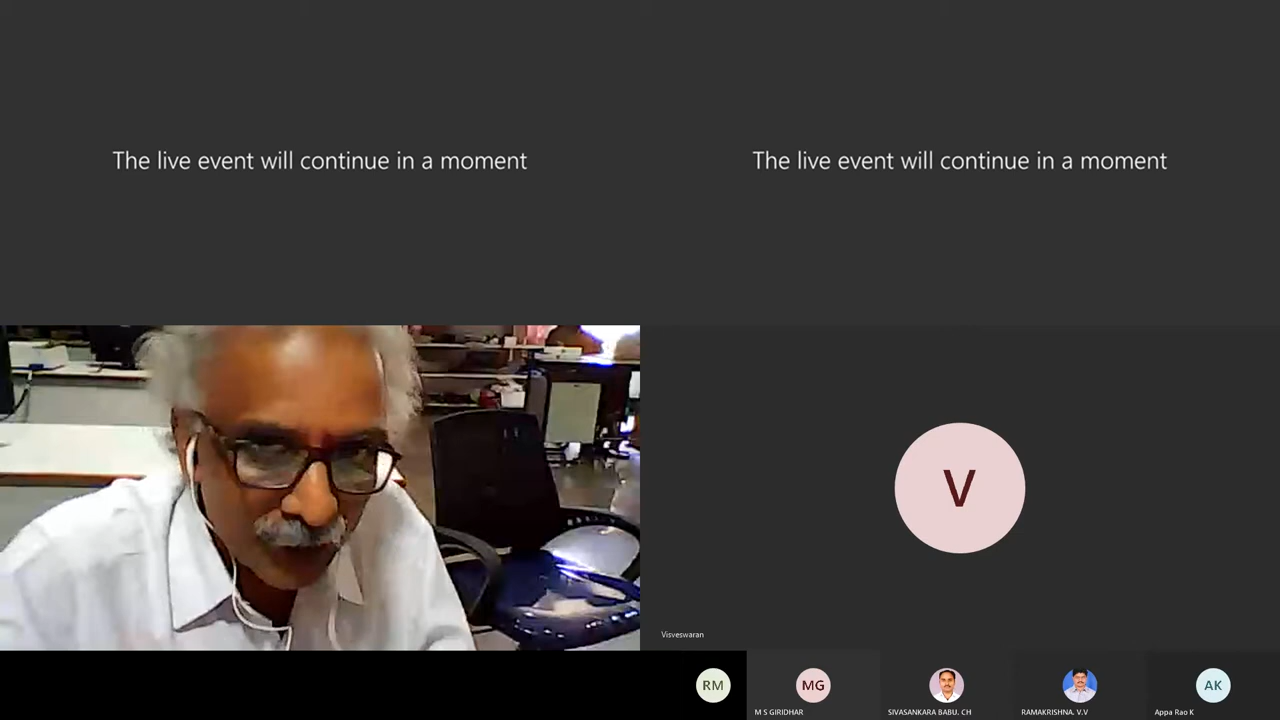 The live event will continue in a moment
The live event will continue in a moment
V
Visveswaran
RM
MG
AK
M S GIRIDHAR
SIVASANKARA BABU. CH
RAMAKRISHNA. V.V
Appa Rao K